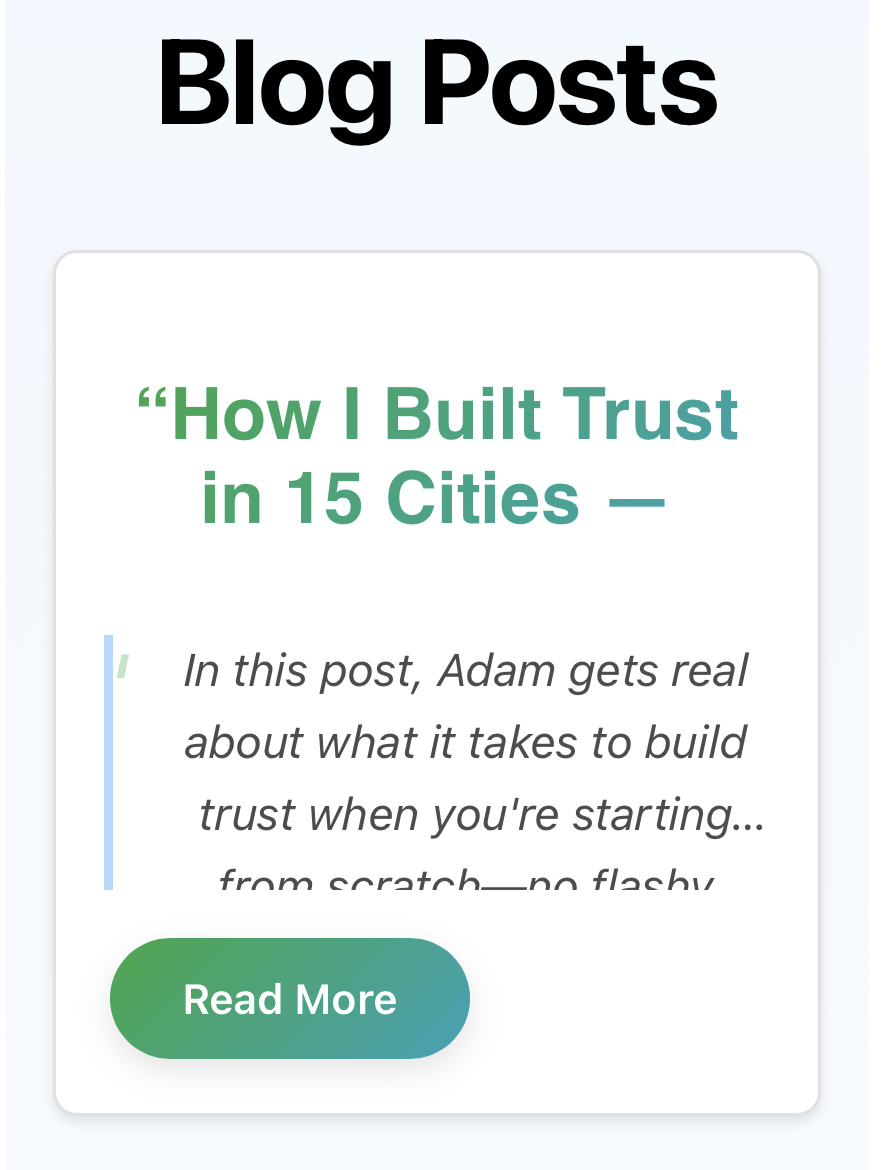 Blog Posts
“How I Built Trust
in 15 Cities —
In this post, Adam gets real
about what it takes to build
trust when you're starting...
from scratch—no flashy
Read More